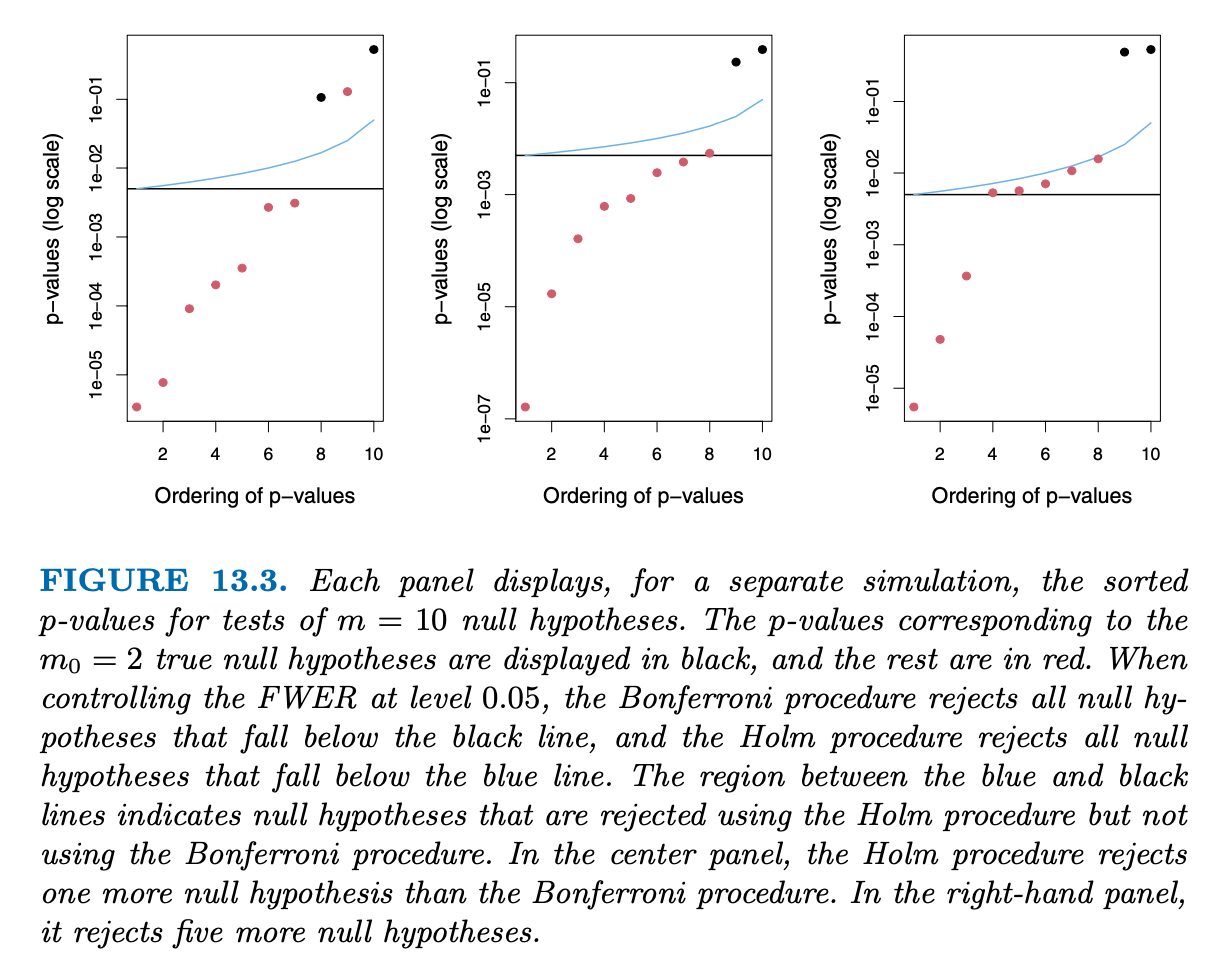 1e−01
1e−02
1e−03
1e−04
1e−05
p−values (log scale)
2 4 6 8 10
Ordering of p−values
1e−01
1e−03
1e−05
1e−07
p−values (log scale)
2 4 6 8 10
Ordering of p−values
1e−01
1e−02
1e−03
1e−04
1e−05
p−values (log scale)
2 4 6 8 10
Ordering of p−values
FIGURE 13.3. Each panel displays, for a separate simulation, the sorted
p-values for tests of m = 10 null hypotheses. The p-values corresponding to the
m₀ = 2 true null hypotheses are displayed in black, and the rest are in red. When
controlling the FWER at level 0.05, the Bonferroni procedure rejects all null hy-
potheses that fall below the black line, and the Holm procedure rejects all null
hypotheses that fall below the blue line. The region between the blue and black
lines indicates null hypotheses that are rejected using the Holm procedure but not
using the Bonferroni procedure. In the center panel, the Holm procedure rejects
one more null hypothesis than the Bonferroni procedure. In the right-hand panel,
it rejects five more null hypotheses.